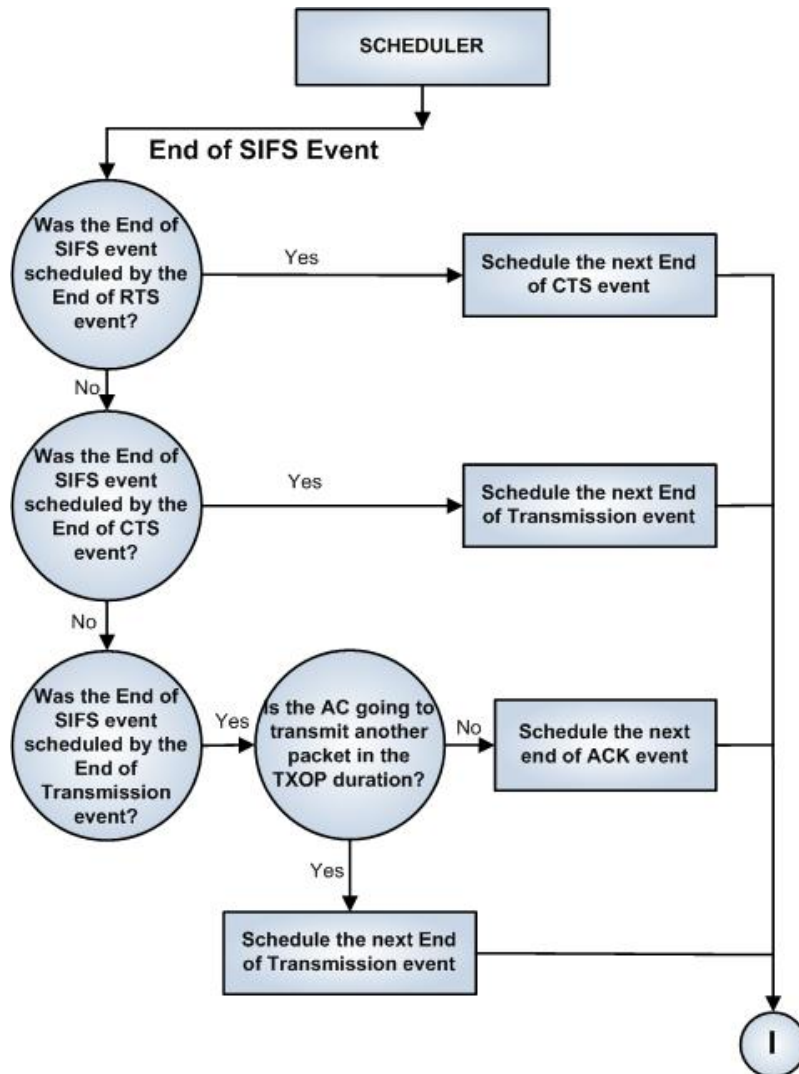 SCHEDULER
End of SIFS Event
Was the End of
SIFS event
scheduled by the
End of RTS
event?
Yes
Schedule the next End
of CTS event
No
Was the End of
SIFS event
scheduled by the
End of CTS
event?
Yes
Schedule the next End
of Transmission event
No
Was the End of
SIFS event
scheduled by the
End of
Transmission
event?
Yes
Is the AC going to
transmit another
packet in the
TXOP duration?
No
Schedule the next
end of ACK event
Yes
Schedule the next End
of Transmission event
I